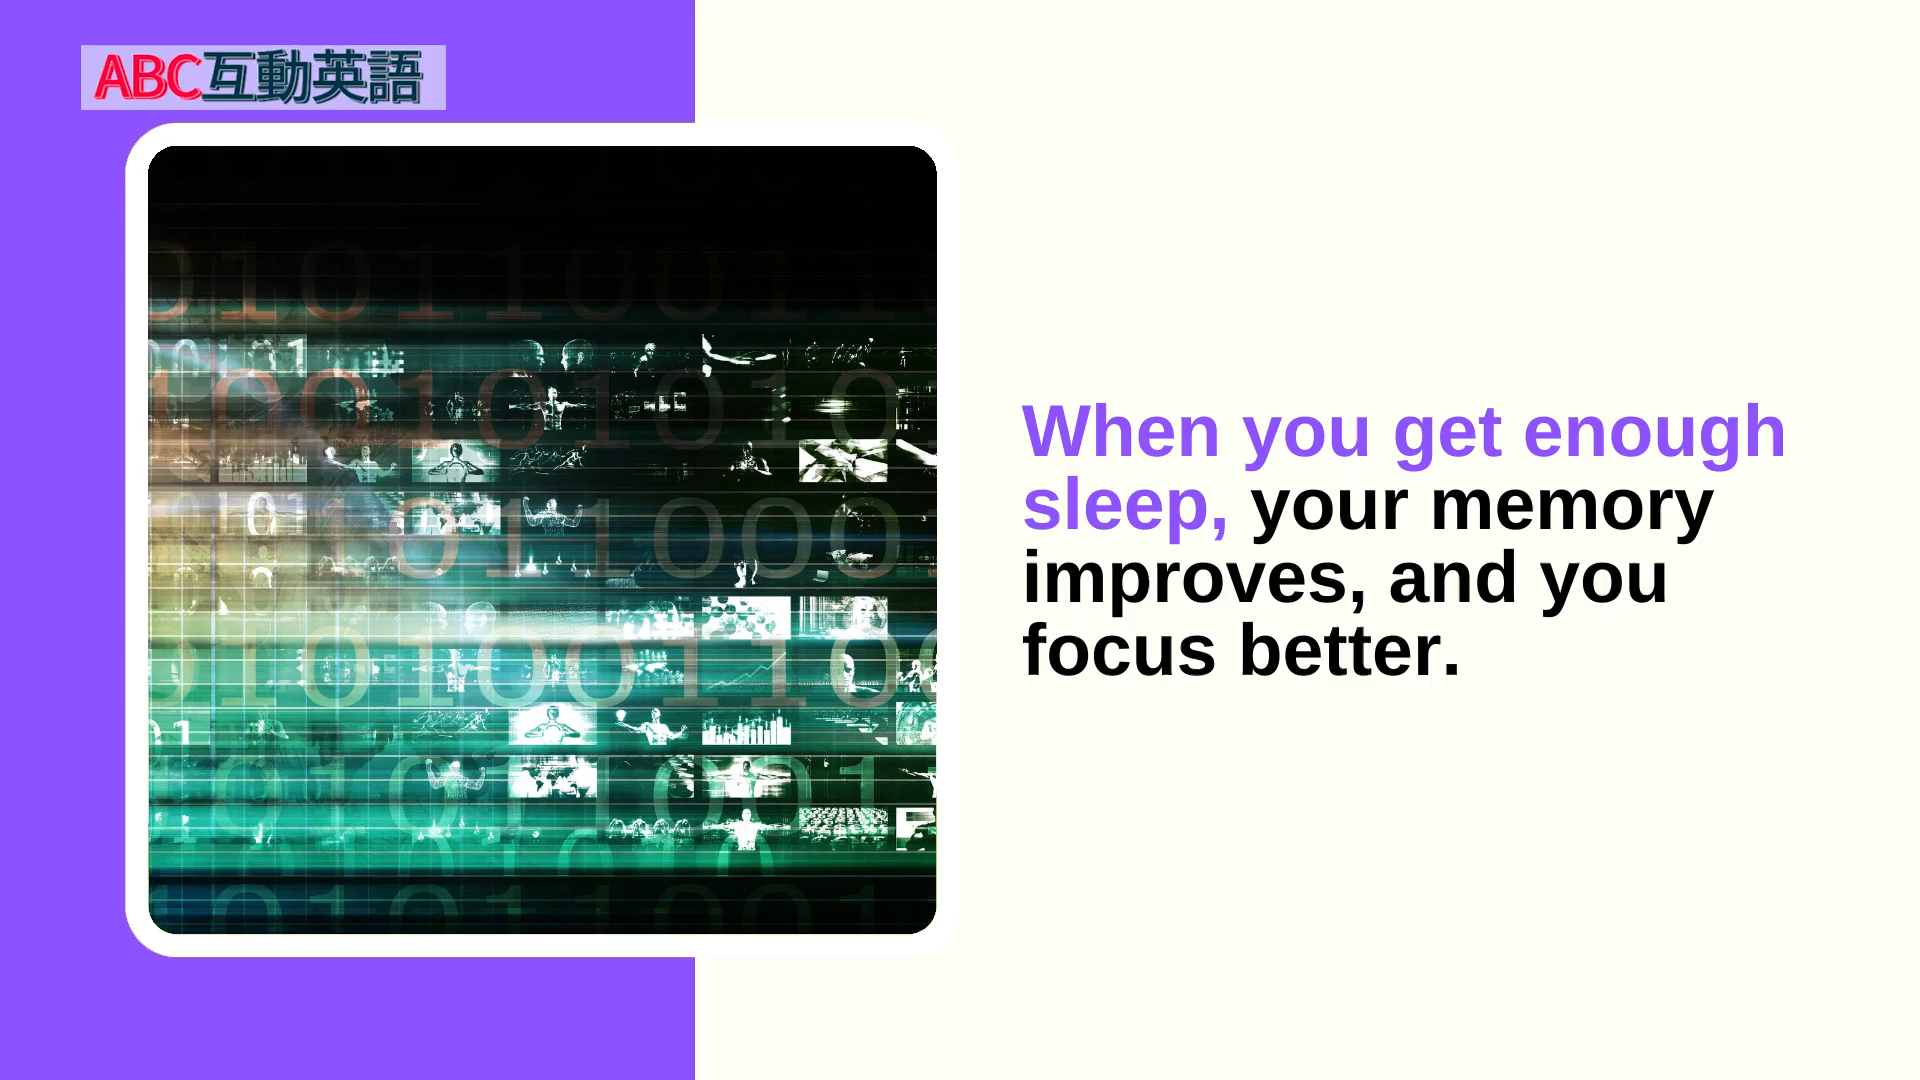 ABC互動英語
When you get enough
sleep, your memory
improves, and you
focus better.